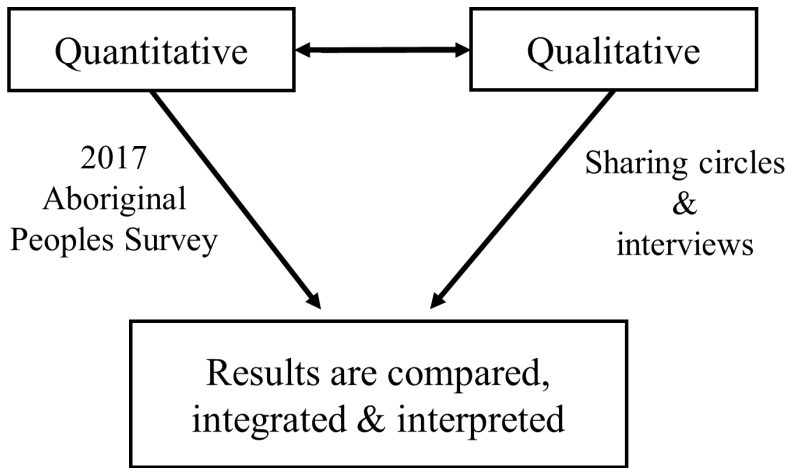 Quantitative
Qualitative
2017
Aboriginal
Peoples Survey
Sharing circles
&
interviews
Results are compared,
integrated & interpreted